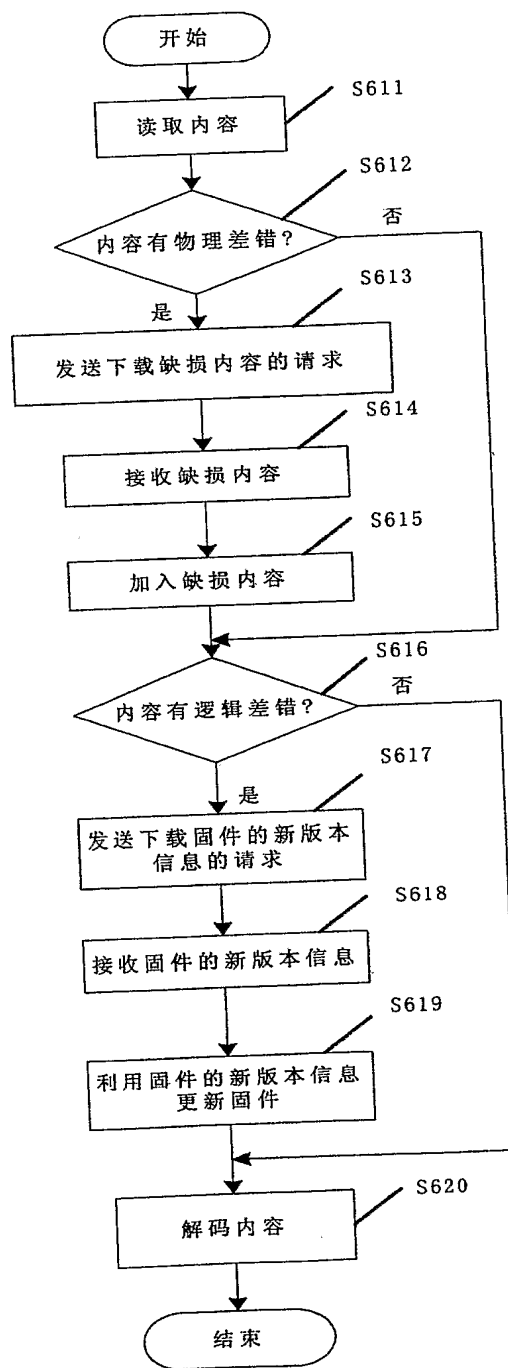 开始
S611
读取内容
S612
内容有物理差错?
否
是
S613
发送下载缺损内容的请求
S614
接收缺损内容
S615
加入缺损内容
S616
内容有逻辑差错?
否
S617
是
发送下载固件的新版本
信息的请求
S618
接收固件的新版本信息
S619
利用固件的新版本信息
更新固件
S620
解码内容
结束